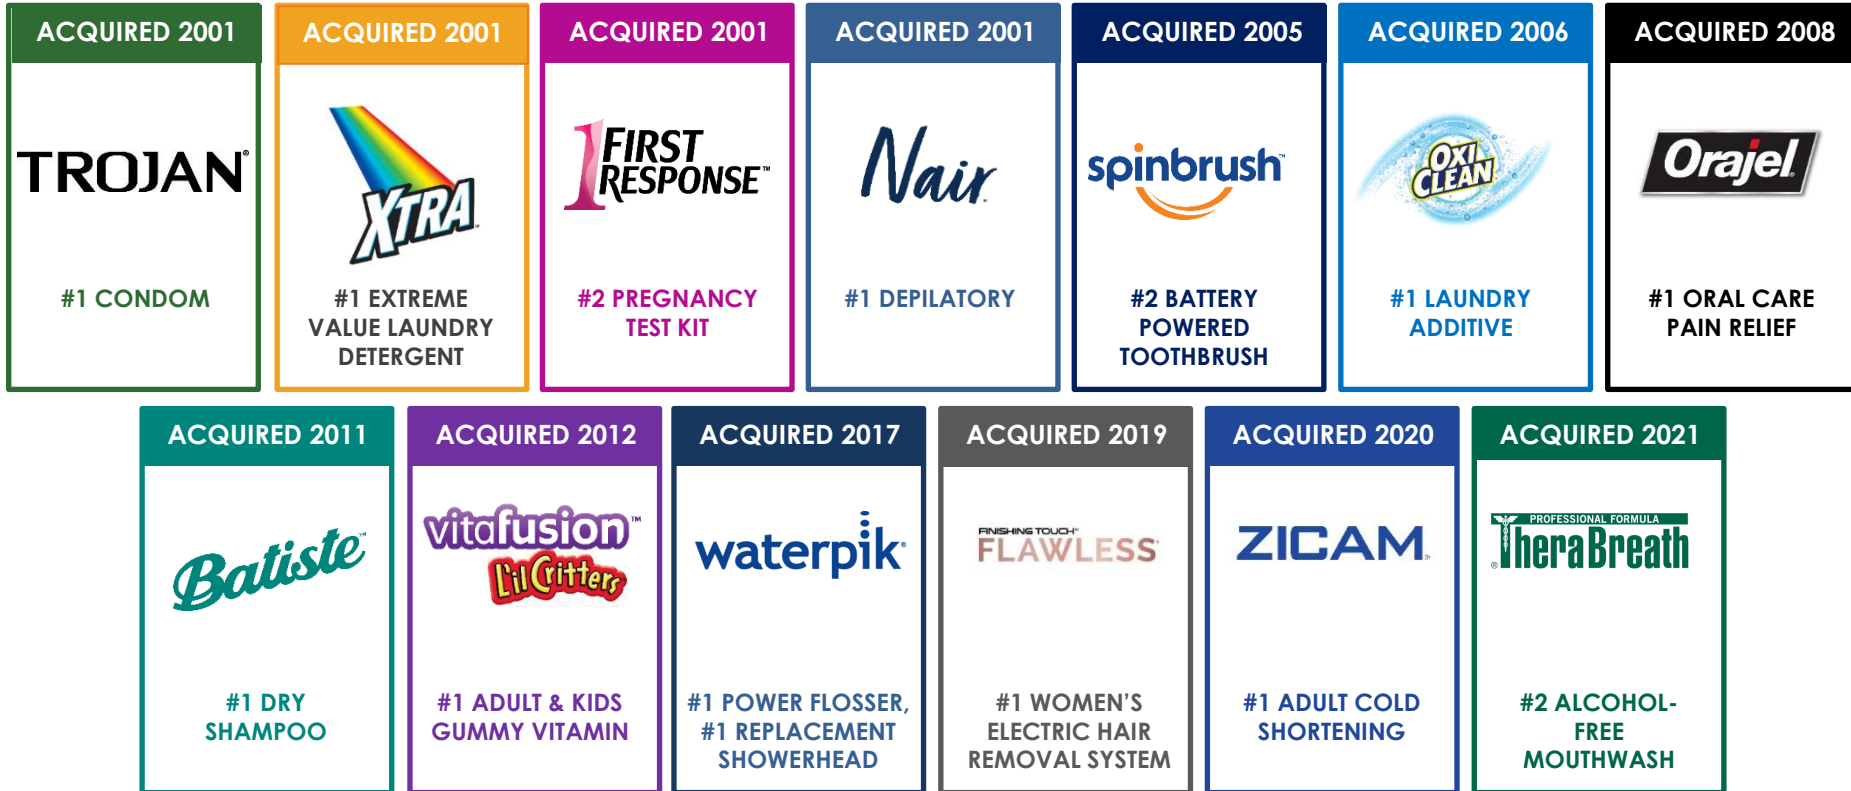 ACQUIRED 2001
TROJAN®
#1 CONDOM
ACQUIRED 2001
XTRA
#1 EXTREME
VALUE LAUNDRY
DETERGENT
ACQUIRED 2001
1 FIRST
RESPONSE™
#2 PREGNANCY
TEST KIT
ACQUIRED 2001
Nair
#1 DEPILATORY
ACQUIRED 2005
spinbrush™
#2 BATTERY
POWERED
TOOTHBRUSH
ACQUIRED 2006
OXI
CLEAN
#1 LAUNDRY
ADDITIVE
ACQUIRED 2008
Orajel
#1 ORAL CARE
PAIN RELIEF
ACQUIRED 2011
Batiste™
#1 DRY
SHAMPOO
ACQUIRED 2012
vitafusion™
L'il Critters
#1 ADULT & KIDS
GUMMY VITAMIN
ACQUIRED 2017
waterpik®
#1 POWER FLOSSER,
#1 REPLACEMENT
SHOWERHEAD
ACQUIRED 2019
FINISHING TOUCH®
FLAWLESS®
#1 WOMEN'S
ELECTRIC HAIR
REMOVAL SYSTEM
ACQUIRED 2020
ZICAM®
#1 ADULT COLD
SHORTENING
ACQUIRED 2021
PROFESSIONAL FORMULA
®TheraBreath
#2 ALCOHOL-
FREE
MOUTHWASH